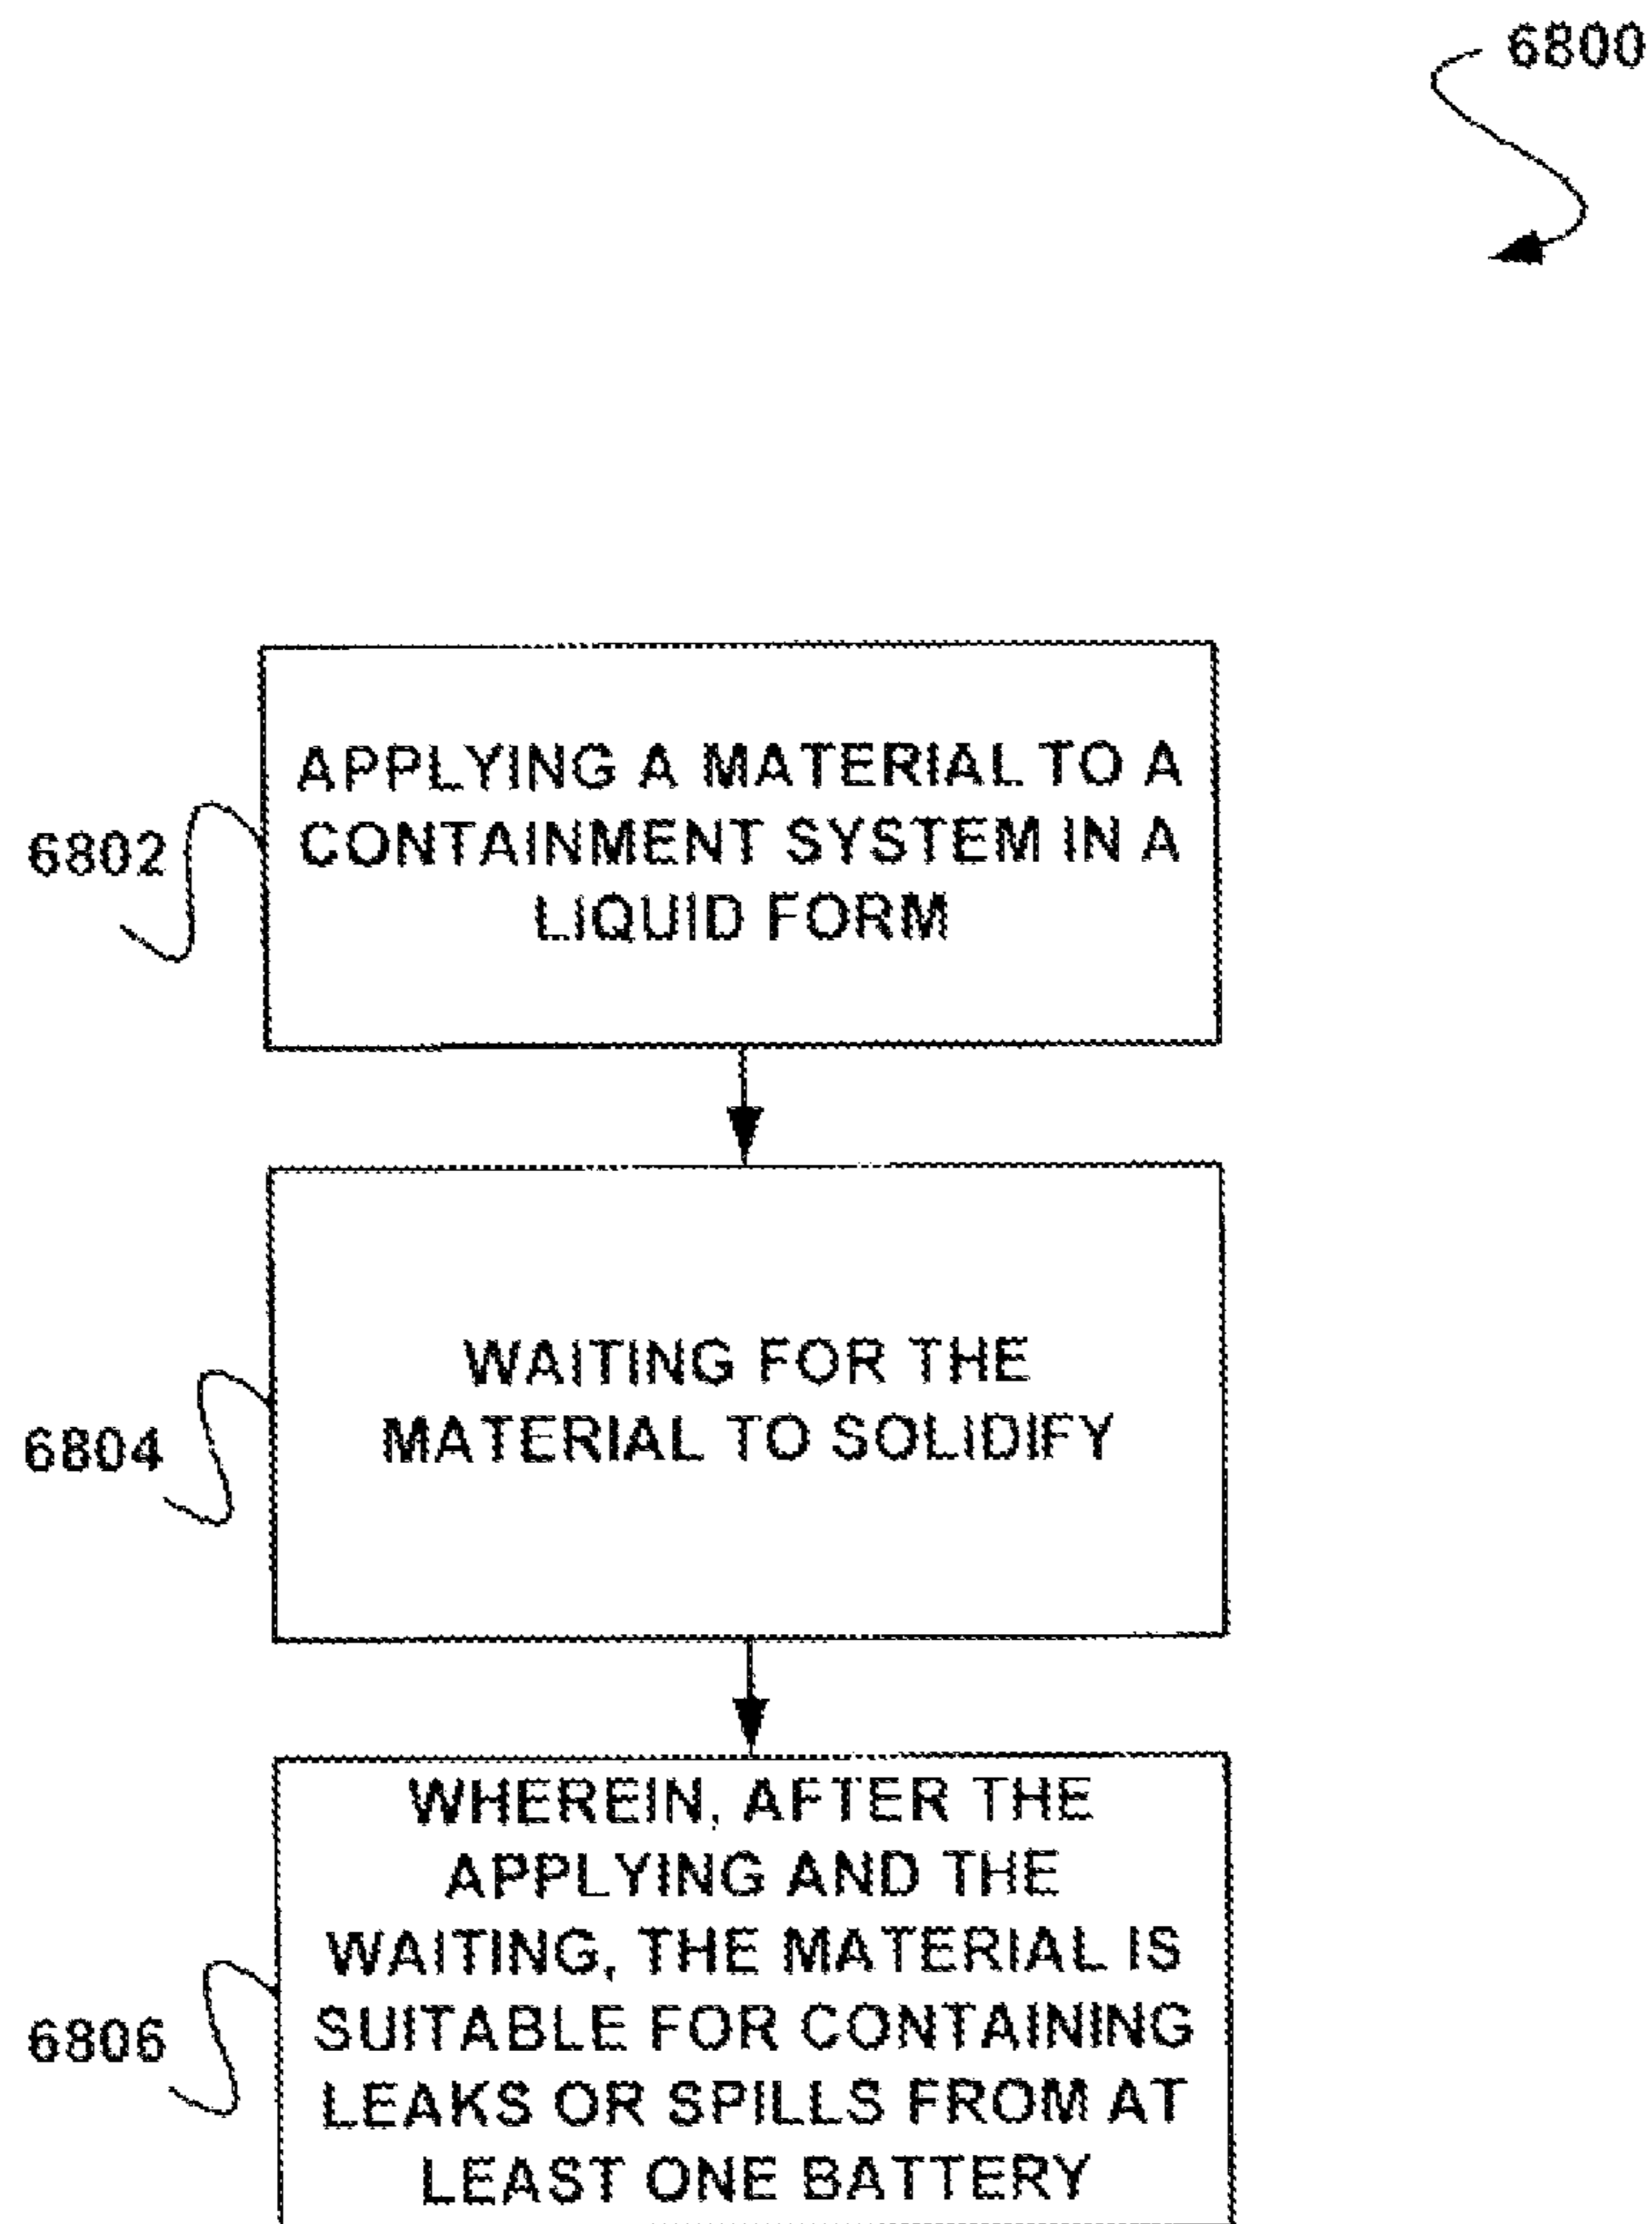 6800
APPLYING A MATERIAL TO A
CONTAINMENT SYSTEM IN A
LIQUID FORM
6802
WAITING FOR THE
MATERIAL TO SOLIDIFY
6804
WHEREIN, AFTER THE
APPLYING AND THE
WAITING, THE MATERIAL IS
SUITABLE FOR CONTAINING
LEAKS OR SPILLS FROM AT
LEAST ONE BATTERY
6806